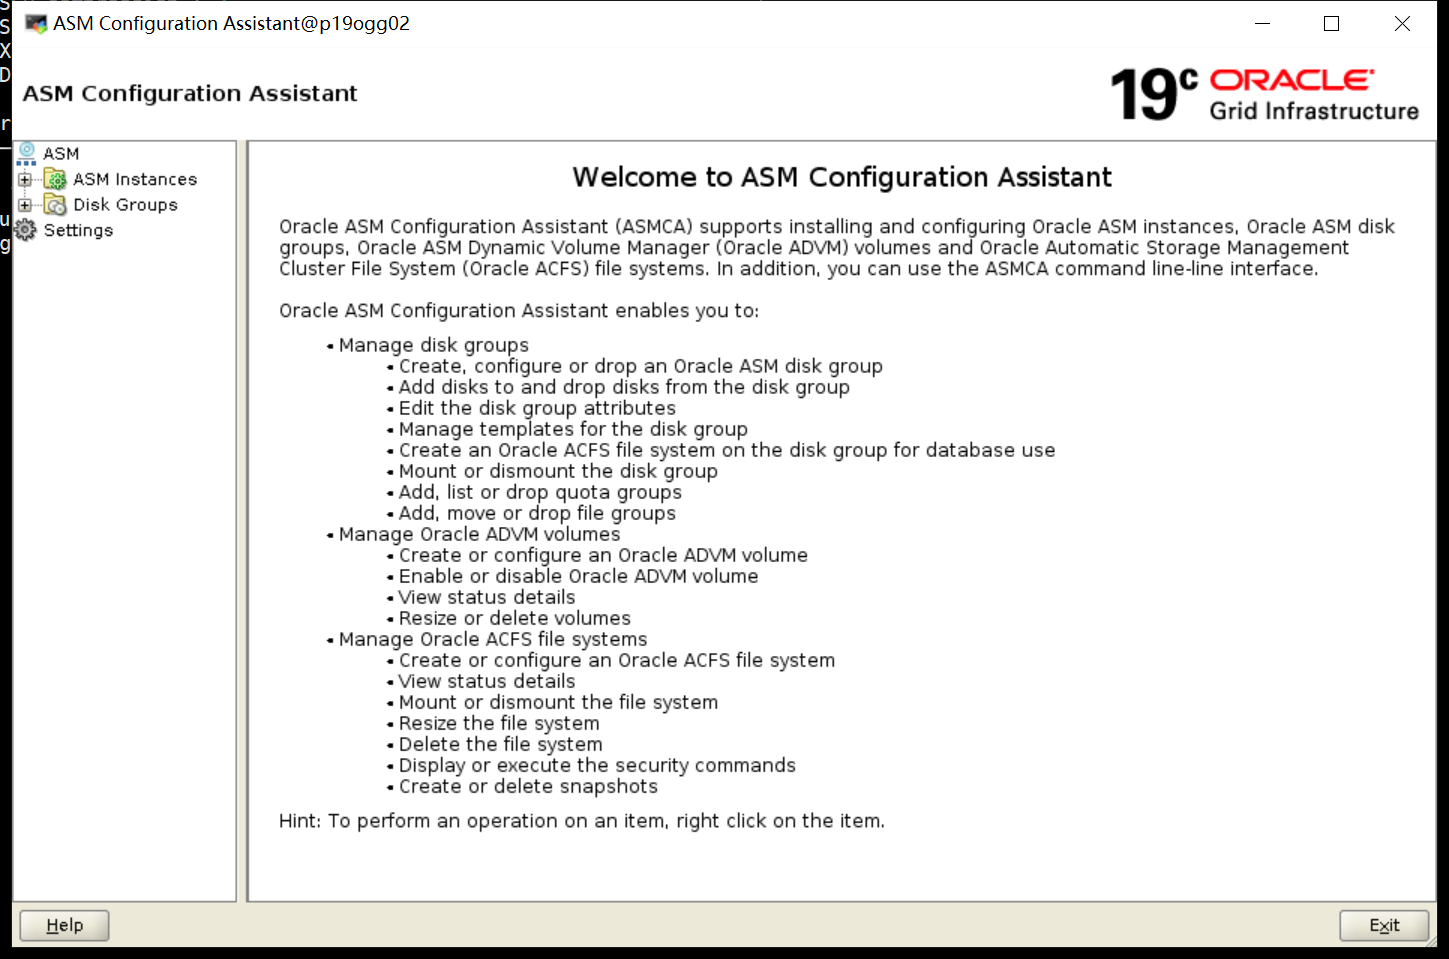 ASM Configuration Assistant@p19ogg02
ASM Configuration Assistant
19c ORACLE
Grid Infrastructure
ASM
ASM Instances
Disk Groups
Settings
Welcome to ASM Configuration Assistant
Oracle ASM Configuration Assistant (ASMCA) supports installing and configuring Oracle ASM instances, Oracle ASM disk
groups, Oracle ASM Dynamic Volume Manager (Oracle ADVM) volumes and Oracle Automatic Storage Management
Cluster File System (Oracle ACFS) file systems. In addition, you can use the ASMCA command line-line interface.
Oracle ASM Configuration Assistant enables you to:
• Manage disk groups
• Create, configure or drop an Oracle ASM disk group
• Add disks to and drop disks from the disk group
• Edit the disk group attributes
• Manage templates for the disk group
• Create an Oracle ACFS file system on the disk group for database use
• Mount or dismount the disk group
• Add, list or drop quota groups
• Add, move or drop file groups
• Manage Oracle ADVM volumes
• Create or configure an Oracle ADVM volume
• Enable or disable Oracle ADVM volume
• View status details
• Resize or delete volumes
• Manage Oracle ACFS file systems
• Create or configure an Oracle ACFS file system
• View status details
• Mount or dismount the file system
• Resize the file system
• Delete the file system
• Display or execute the security commands
• Create or delete snapshots
Hint: To perform an operation on an item, right click on the item.
Help
Exit